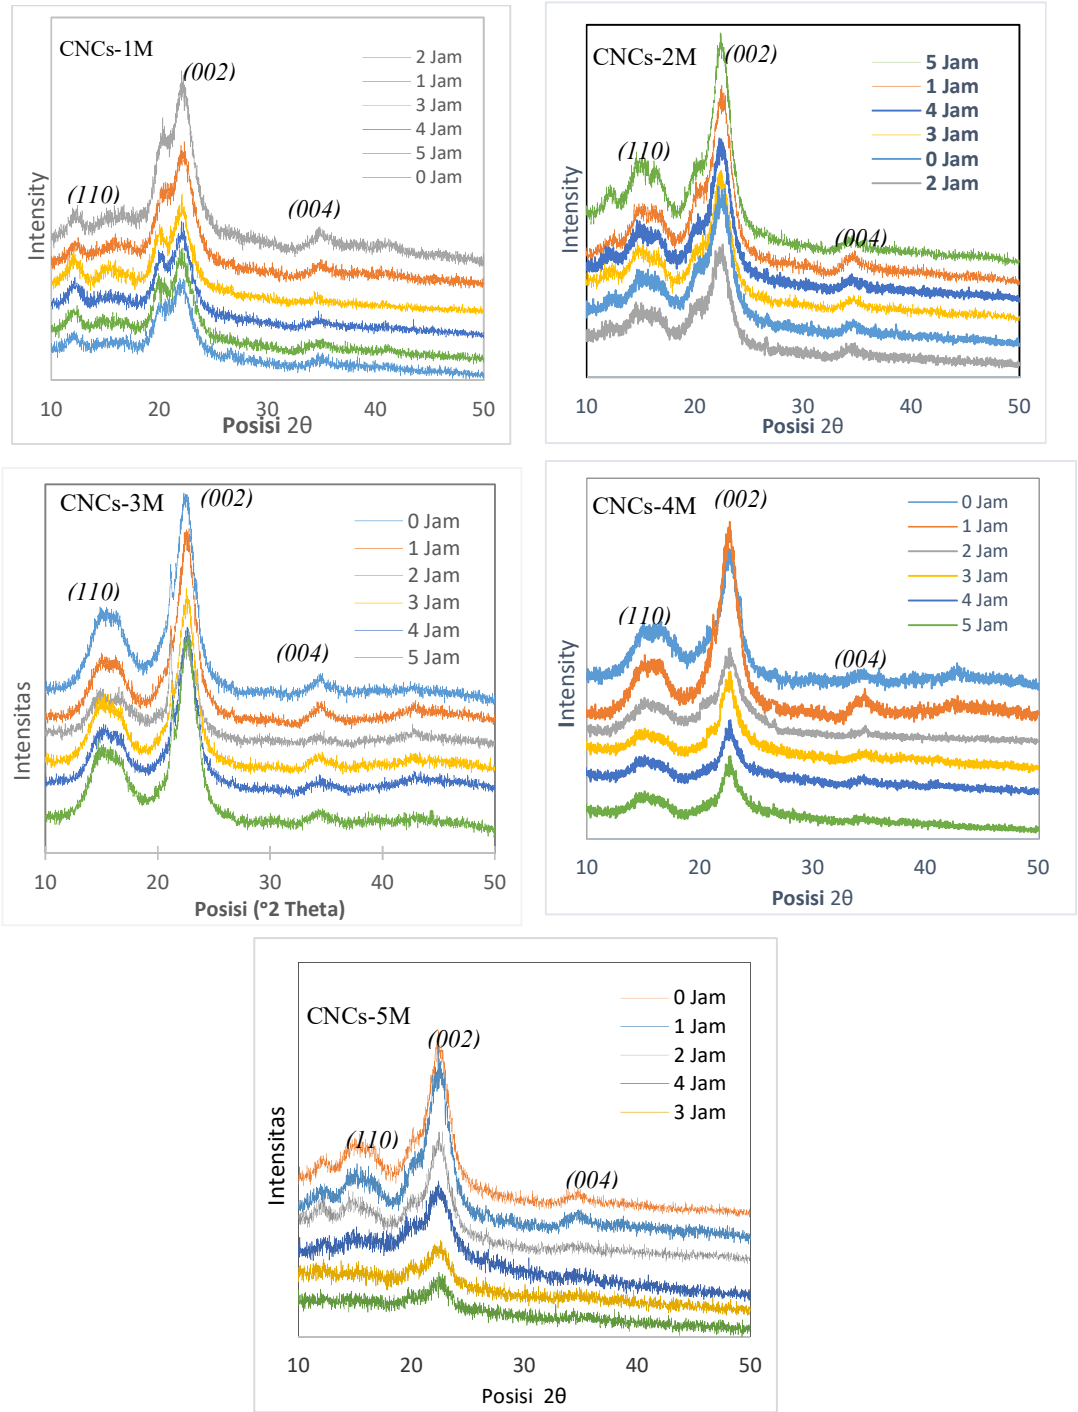 CNCs-1M
(002)
(110)
(004)
2 Jam
1 Jam
3 Jam
4 Jam
5 Jam
0 Jam
Intensity
10 20 30 40 50
Posisi 2θ
CNCs-2M
(002)
(110)
(004)
5 Jam
1 Jam
4 Jam
3 Jam
0 Jam
2 Jam
Intensity
10 20 30 40 50
Posisi 2θ
CNCs-3M
(002)
(110)
(004)
0 Jam
1 Jam
2 Jam
3 Jam
4 Jam
5 Jam
Intensitas
10 20 30 40 50
Posisi (°2 Theta)
CNCs-4M
(002)
(110)
(004)
0 Jam
1 Jam
2 Jam
3 Jam
4 Jam
5 Jam
Intensity
10 20 30 40 50
Posisi 2θ
CNCs-5M
(002)
(110)
(004)
0 Jam
1 Jam
2 Jam
4 Jam
3 Jam
Intensitas
10 20 30 40 50
Posisi 2θ